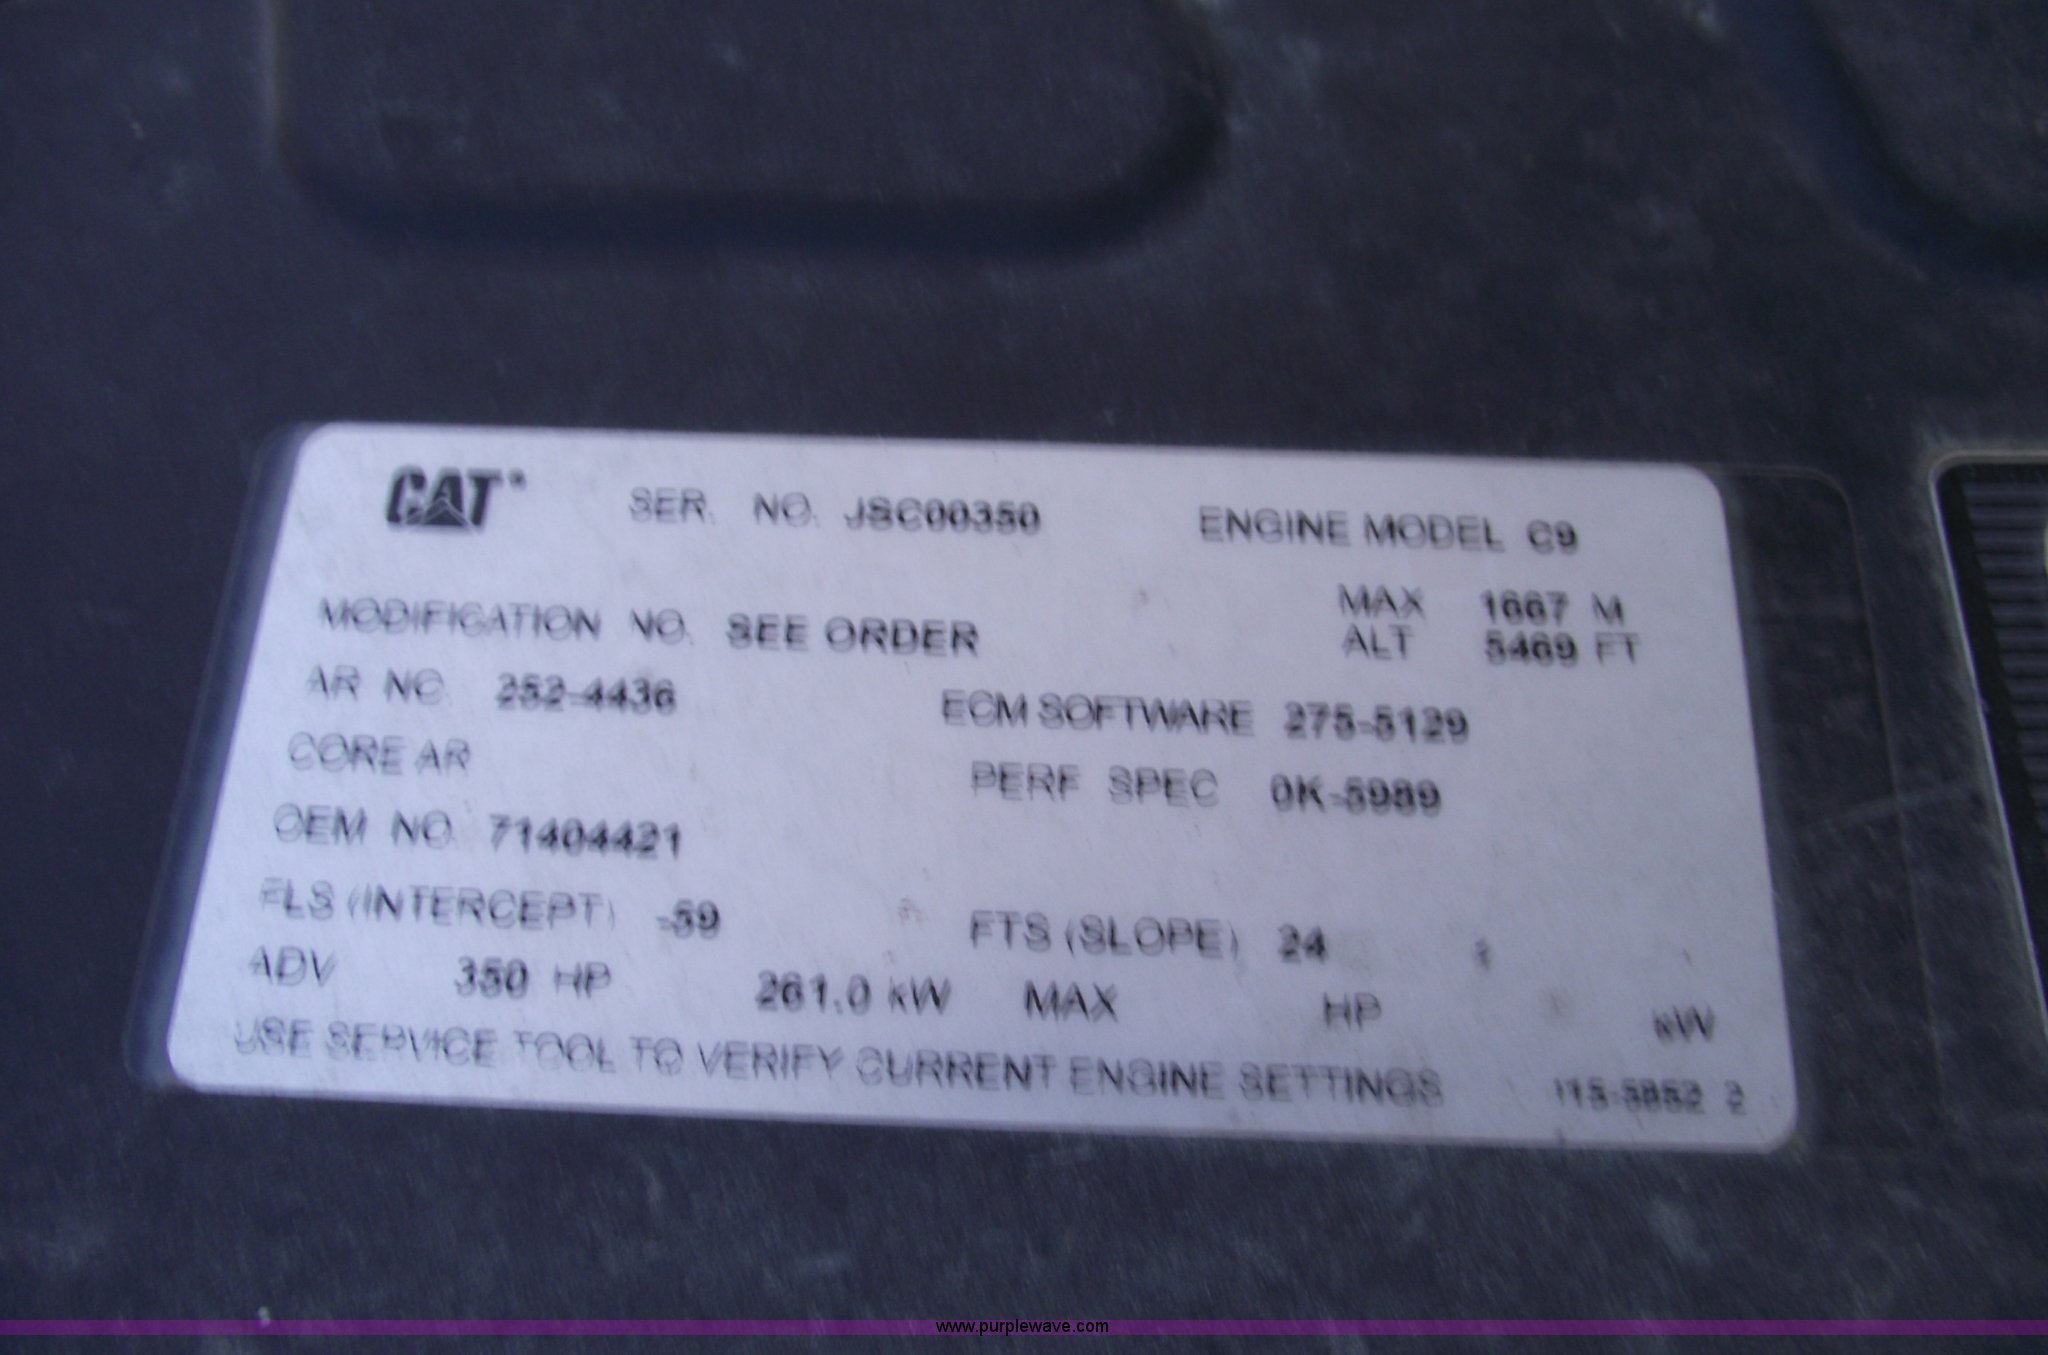 CAT® SER. NO. JSC00350 ENGINE MODEL C9
MODIFICATION NO. SEE ORDER MAX 1667 M
ALT 5469 FT
AR NO. 252-4436 ECM SOFTWARE 275-5129
CORE AR PERF SPEC 0K-5989
OEM NO. 71404421
FLS (INTERCEPT) -59 FTS (SLOPE) 24
ADV 350 HP 261.0 kW MAX HP kW
USE SERVICE TOOL TO VERIFY CURRENT ENGINE SETTINGS
www.purplewave.com